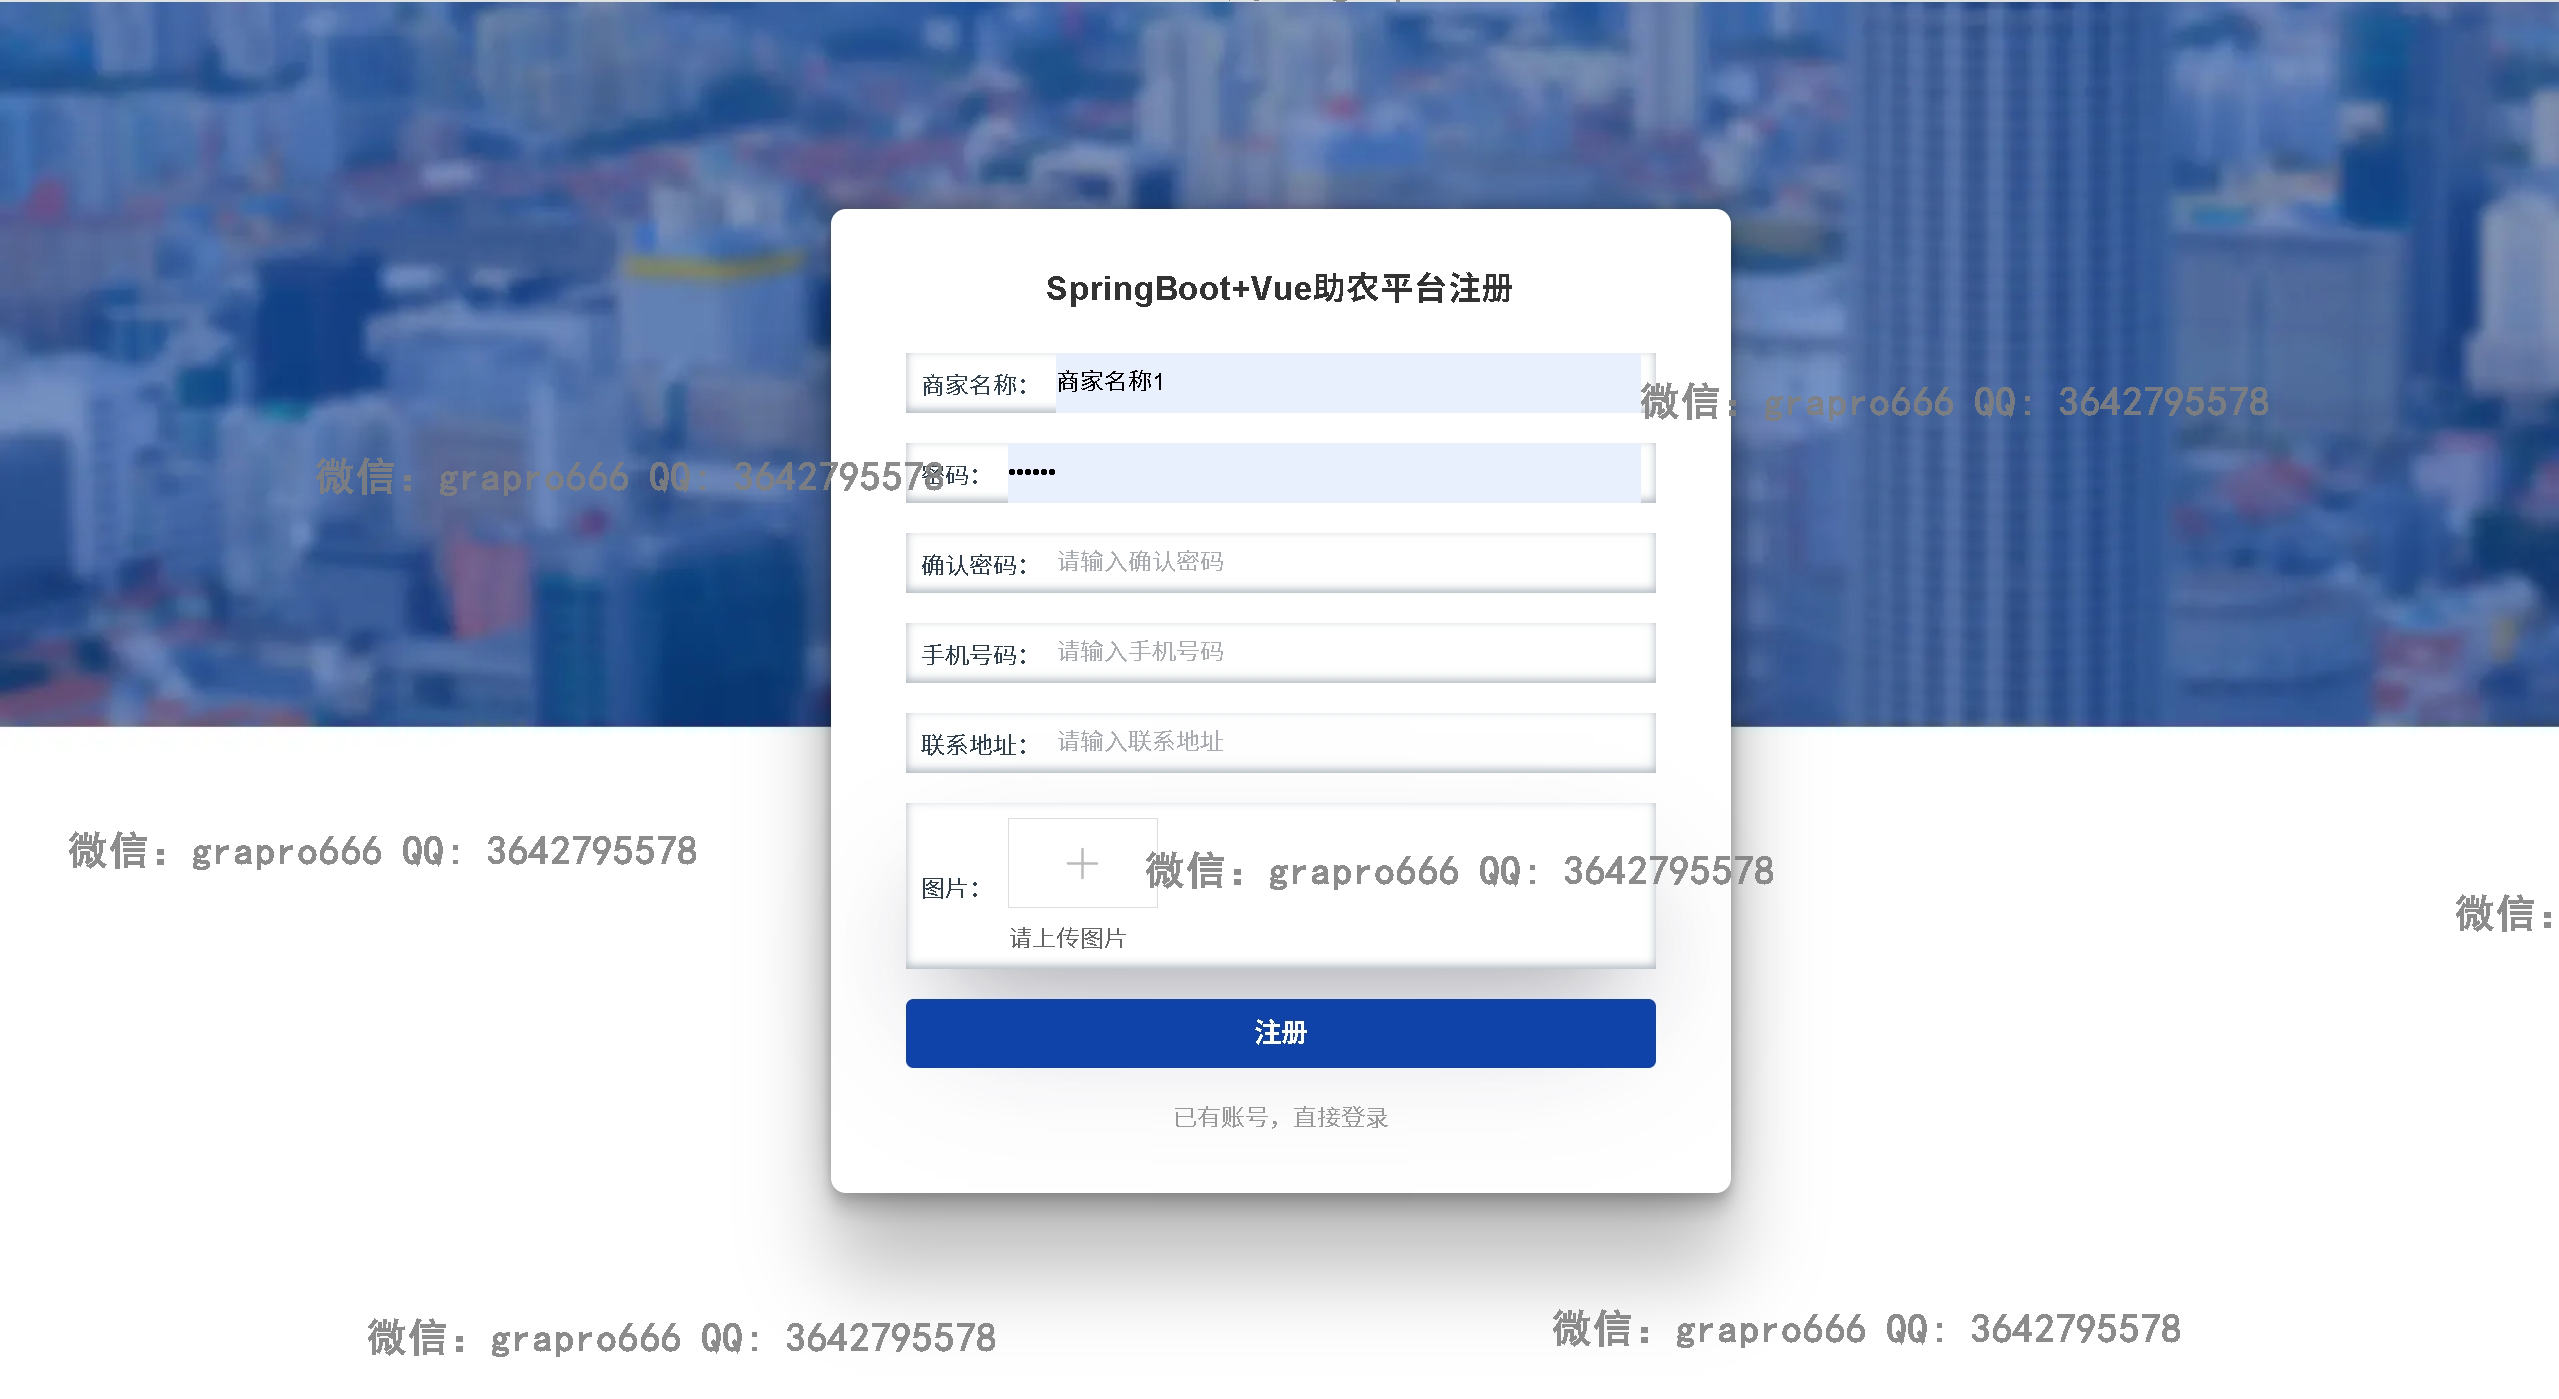 SpringBoot+Vue助农平台注册
商家名称：
商家名称1
微信：grapro666 QQ: 3642795578
微信：grapro666 QQ: 3642795578
密码：
••••••
确认密码：
请输入确认密码
手机号码：
请输入手机号码
联系地址：
请输入联系地址
微信：grapro666 QQ: 3642795578
图片：
微信：grapro666 QQ: 3642795578
微信：
请上传图片
注册
已有账号，直接登录
微信：grapro666 QQ: 3642795578
微信：grapro666 QQ: 3642795578